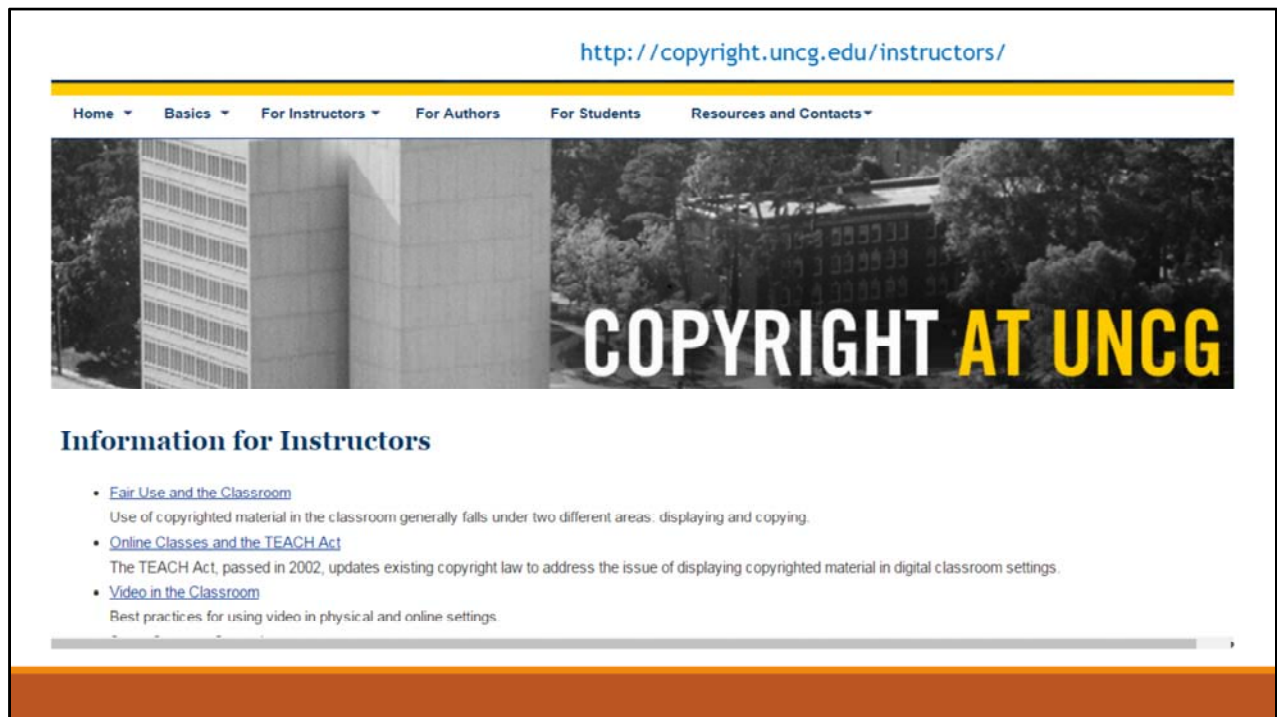 http://copyright.uncg.edu/instructors/
Home Basics For Instructors For Authors For Students Resources and Contacts
COPYRIGHT AT UNCG
Information for Instructors
• Fair Use and the Classroom
Use of copyrighted material in the classroom generally falls under two different areas: displaying and copying.
• Online Classes and the TEACH Act
The TEACH Act, passed in 2002, updates existing copyright law to address the issue of displaying copyrighted material in digital classroom settings.
• Video in the Classroom
Best practices for using video in physical and online settings.